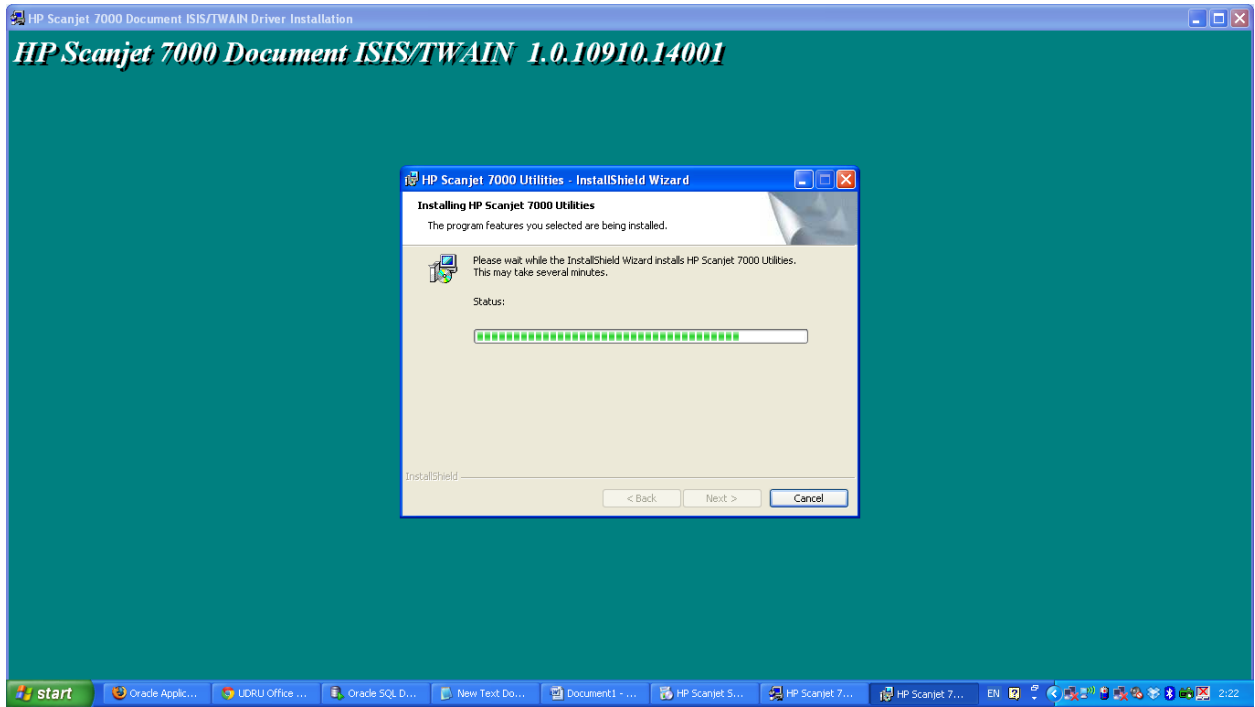 HP Scanjet 7000 Document ISIS/TWAIN Driver Installation
HP Scanjet 7000 Document ISIS/TWAIN 1.0.10910.14001
HP Scanjet 7000 Utilities - InstallShield Wizard
Installing HP Scanjet 7000 Utilities
The program features you selected are being installed.
Please wait while the InstallShield Wizard installs HP Scanjet 7000 Utilities.
This may take several minutes.
Status:
InstallShield
< Back Next > Cancel
start Oracle Applic... UDRU Office ... Oracle SQL D... New Text Do... Document1 - ... HP Scanjet S... HP Scanjet 7... HP Scanjet 7... EN 2:22